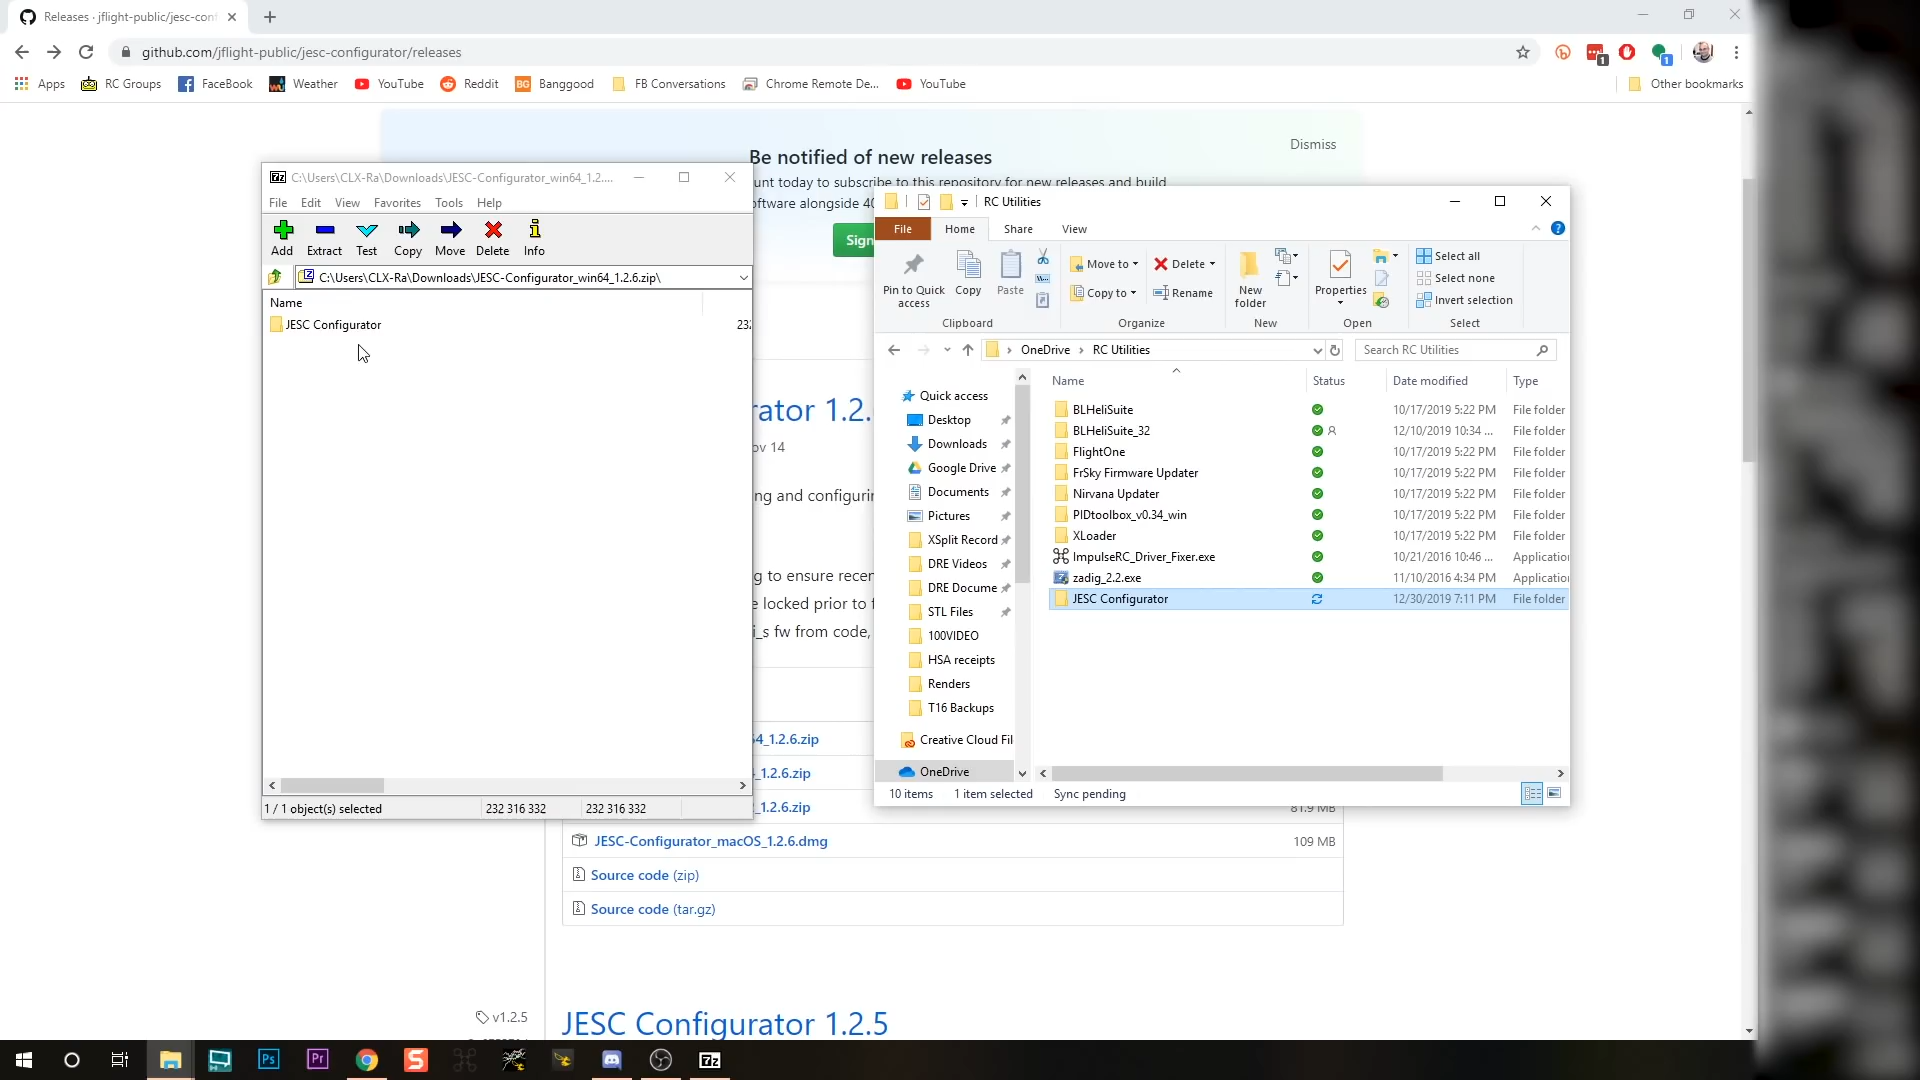 Releases · jflight-public/jesc-conf
github.com/jflight-public/jesc-configurator/releases
1
1
Apps
RC Groups
FaceBook
Weather
YouTube
Reddit
BG
Banggood
FB Conversations
Chrome Remote De...
YouTube
Other bookmarks
Dismiss
Be notified of new releases
unt today to subscribe to this repository for new releases and build
oftware alongside 40
Sign
rator 1.2.
ov 14
ng and configurin
g to ensure recen
e locked prior to f
i_s fw from code,
64_1.2.6.zip
_1.2.6.zip
_1.2.6.zip
81.9 MB
JESC-Configurator_macOS_1.2.6.dmg
109 MB
Source code (zip)
Source code (tar.gz)
v1.2.5
JESC Configurator 1.2.5
7z
C:\Users\CLX-Ra\Downloads\JESC-Configurator_win64_1.2....
File
Edit
View
Favorites
Tools
Help
Add
Extract
Test
Copy
Move
Delete
Info
C:\Users\CLX-Ra\Downloads\JESC-Configurator_win64_1.2.6.zip\
Name
JESC Configurator
232
1 / 1 object(s) selected
232 316 332
232 316 332
RC Utilities
File
Home
Share
View
Pin to Quick
access
Copy
Paste
Clipboard
Move to
Copy to
Delete
Rename
Organize
New
folder
New
Properties
Open
Select all
Select none
Invert selection
Select
OneDrive
RC Utilities
Search RC Utilities
Quick access
Desktop
Downloads
Google Drive
Documents
Pictures
XSplit Record
DRE Videos
DRE Docume
STL Files
100VIDEO
HSA receipts
Renders
T16 Backups
Creative Cloud Fil
OneDrive
Name
Status
Date modified
Type
BLHeliSuite
10/17/2019 5:22 PM
File folder
BLHeliSuite_32
12/10/2019 10:34 ...
File folder
FlightOne
10/17/2019 5:22 PM
File folder
FrSky Firmware Updater
10/17/2019 5:22 PM
File folder
Nirvana Updater
10/17/2019 5:22 PM
File folder
PIDtoolbox_v0.34_win
10/17/2019 5:22 PM
File folder
XLoader
10/17/2019 5:22 PM
File folder
ImpulseRC_Driver_Fixer.exe
10/21/2016 10:46 ...
Applicatio
zadig_2.2.exe
11/10/2016 4:34 PM
Applicatio
JESC Configurator
12/30/2019 7:11 PM
File folder
10 items
1 item selected
Sync pending
Ps
Pr
S
7z